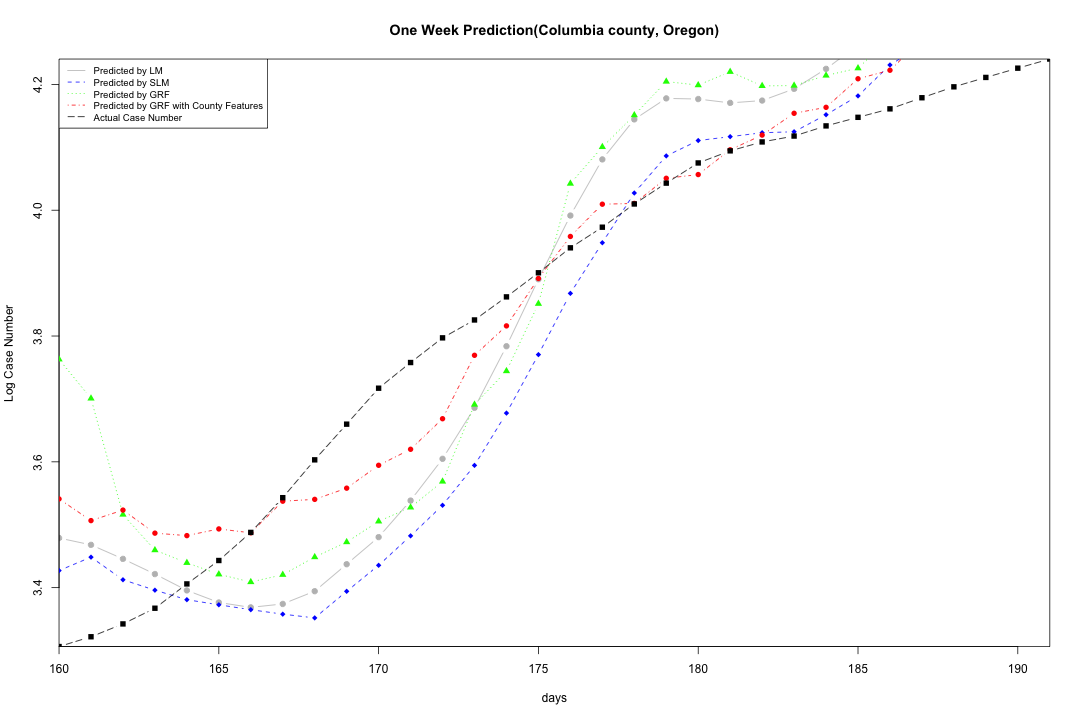 One Week Prediction(Columbia county, Oregon)
Predicted by LM
Predicted by SLM
Predicted by GRF
Predicted by GRF with County Features
Actual Case Number
4.2
4.0
3.8
3.6
3.4
Log Case Number
160 165 170 175 180 185 190
days